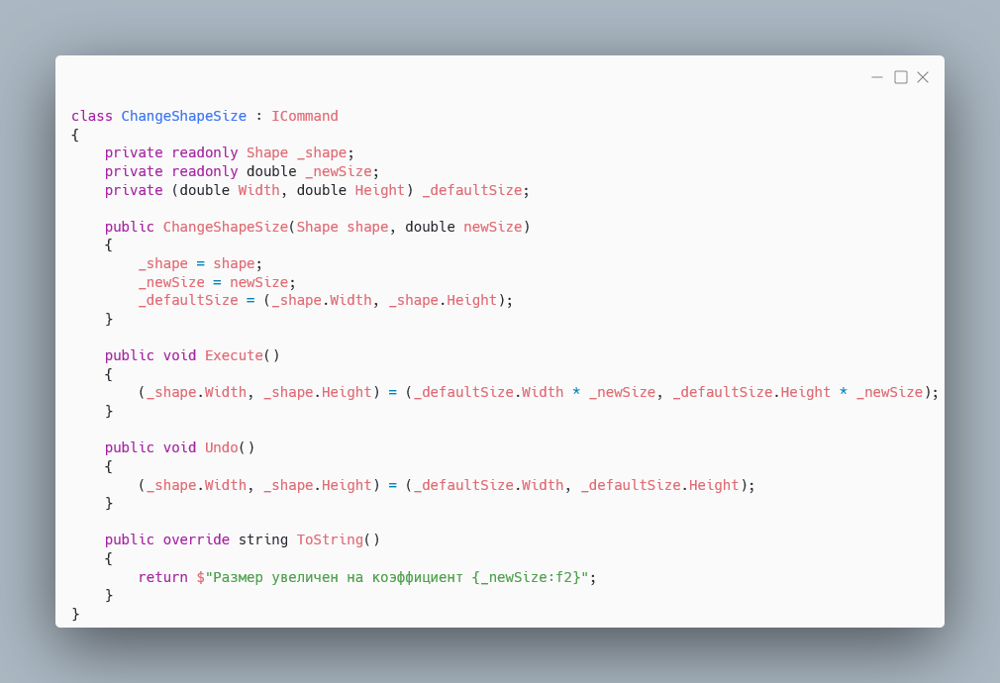 class ChangeShapeSize : ICommand
{
    private readonly Shape _shape;
    private readonly double _newSize;
    private (double Width, double Height) _defaultSize;

    public ChangeShapeSize(Shape shape, double newSize)
    {
        _shape = shape;
        _newSize = newSize;
        _defaultSize = (_shape.Width, _shape.Height);
    }

    public void Execute()
    {
        (_shape.Width, _shape.Height) = (_defaultSize.Width * _newSize, _defaultSize.Height * _newSize);
    }

    public void Undo()
    {
        (_shape.Width, _shape.Height) = (_defaultSize.Width, _defaultSize.Height);
    }

    public override string ToString()
    {
        return $"Размер увеличен на коэффициент {_newSize:f2}";
    }
}